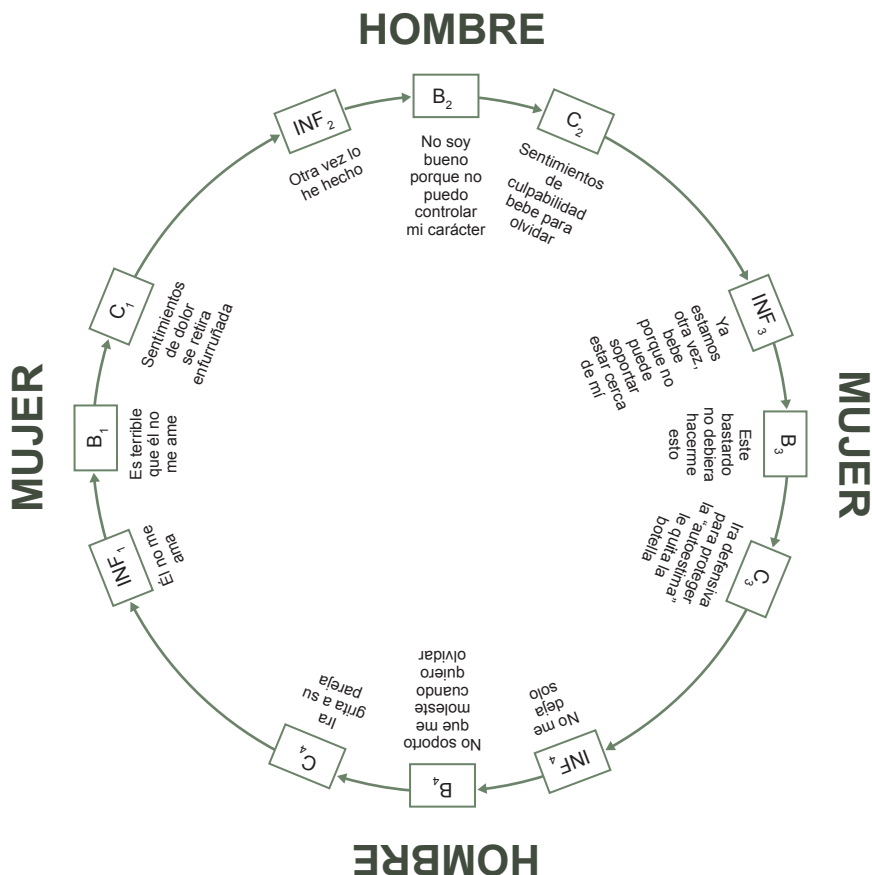 HOMBRE
INF₂
Otra vez lo
he hecho
B₂
No soy
bueno
porque no
puedo
controlar
mi carácter
C₂
Sentimientos
de
culpabilidad
bebe para
olvidar
MUJER
INF₃
Ya
estamos
otra vez,
bebe
porque no
puede
soportar
estar cerca
de mí
B₃
Este
bastardo
no debiera
hacerme
esto
C₃
Ira defensiva
para proteger
la “autoestima”
le quita la
botella
HOMBRE
INF₄
No me
deja
solo
B₄
No soporto
que me
moleste
cuando
quiero
olvidar
C₄
Ira
grita a su
pareja
MUJER
INF₁
Él no me
ama
B₁
Es terrible
que él no
me ame
C₁
Sentimientos
de dolor
se retira
enfurruñada